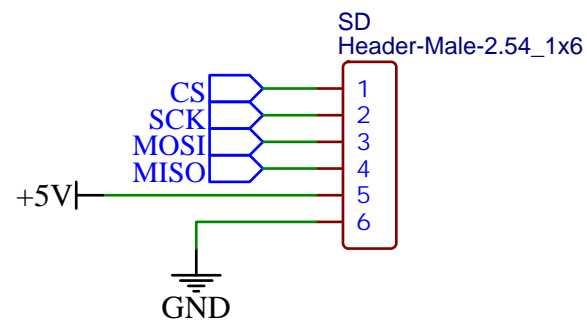 SD
Header-Male-2.54_1x6
CS 1
SCK 2
MOSI 3
MISO 4
+5V 5
6
GND